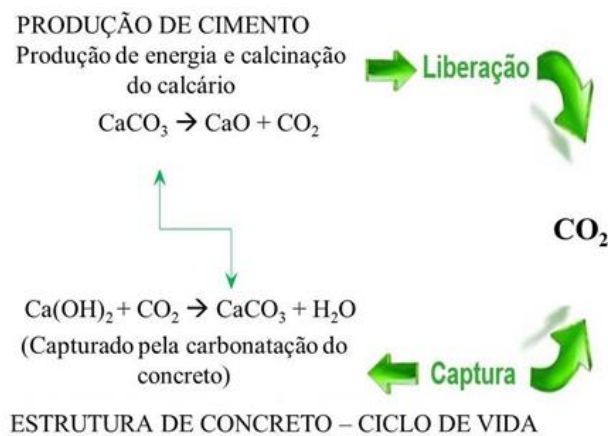 PRODUÇÃO DE CIMENTO
Produção de energia e calcinação
do calcário
CaCO₃ → CaO + CO₂
Liberação
CO₂
Ca(OH)₂ + CO₂ → CaCO₃ + H₂O
(Capturado pela carbonatação do
concreto)
Captura
ESTRUTURA DE CONCRETO – CICLO DE VIDA